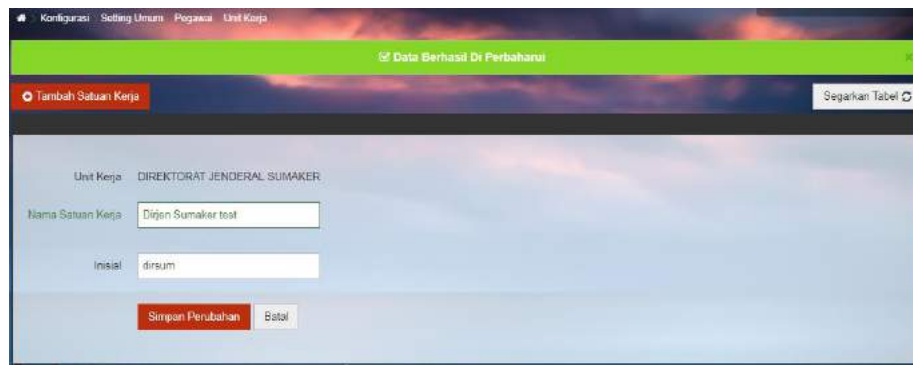 Konfigurasi Setting Umum Pegawai Unit Kerja
Data Berhasil Di Perbaharui
Tambah Satuan Kerja
Segarkan Tabel
Unit Kerja DIREKTORAT JENDERAL SUMAKER
Nama Satuan Kerja Dirjen Sumaker test
Inisial dirsum
Simpan Perubahan Batal